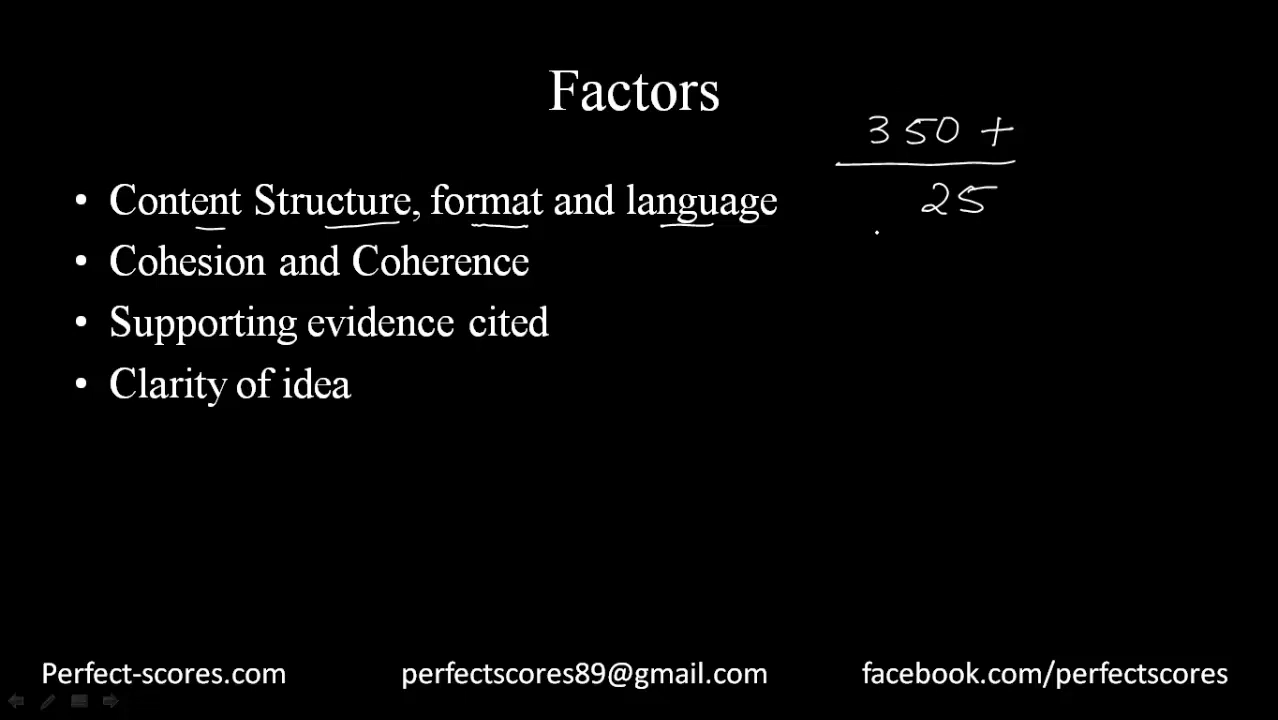 Factors
350 +
25
• Content Structure, format and language
• Cohesion and Coherence
• Supporting evidence cited
• Clarity of idea
Perfect-scores.com perfectscores89@gmail.com facebook.com/perfectscores